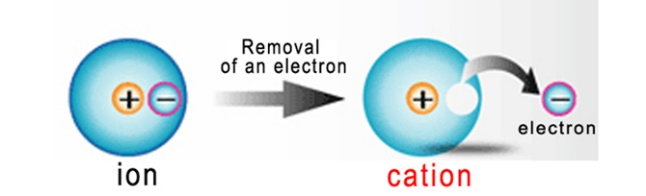 Removal
of an electron
+ −
+
−
electron
ion
cation